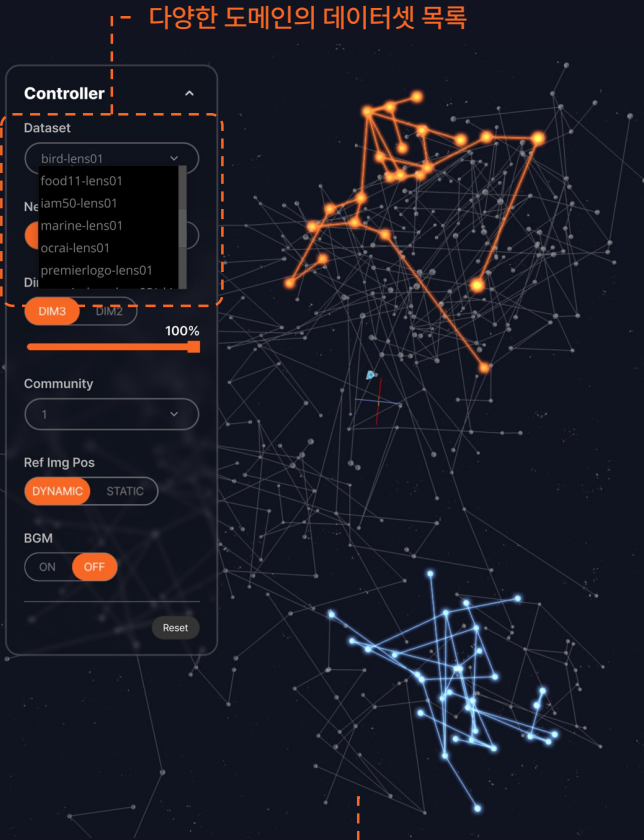 다양한 도메인의 데이터셋 목록
Controller
Dataset
bird-lens01
food11-lens01
iam50-lens01
marine-lens01
ocrai-lens01
premierlogo-lens01
Ne
Di
DIM3 DIM2
100%
Community
1
Ref Img Pos
DYNAMIC STATIC
BGM
ON OFF
Reset